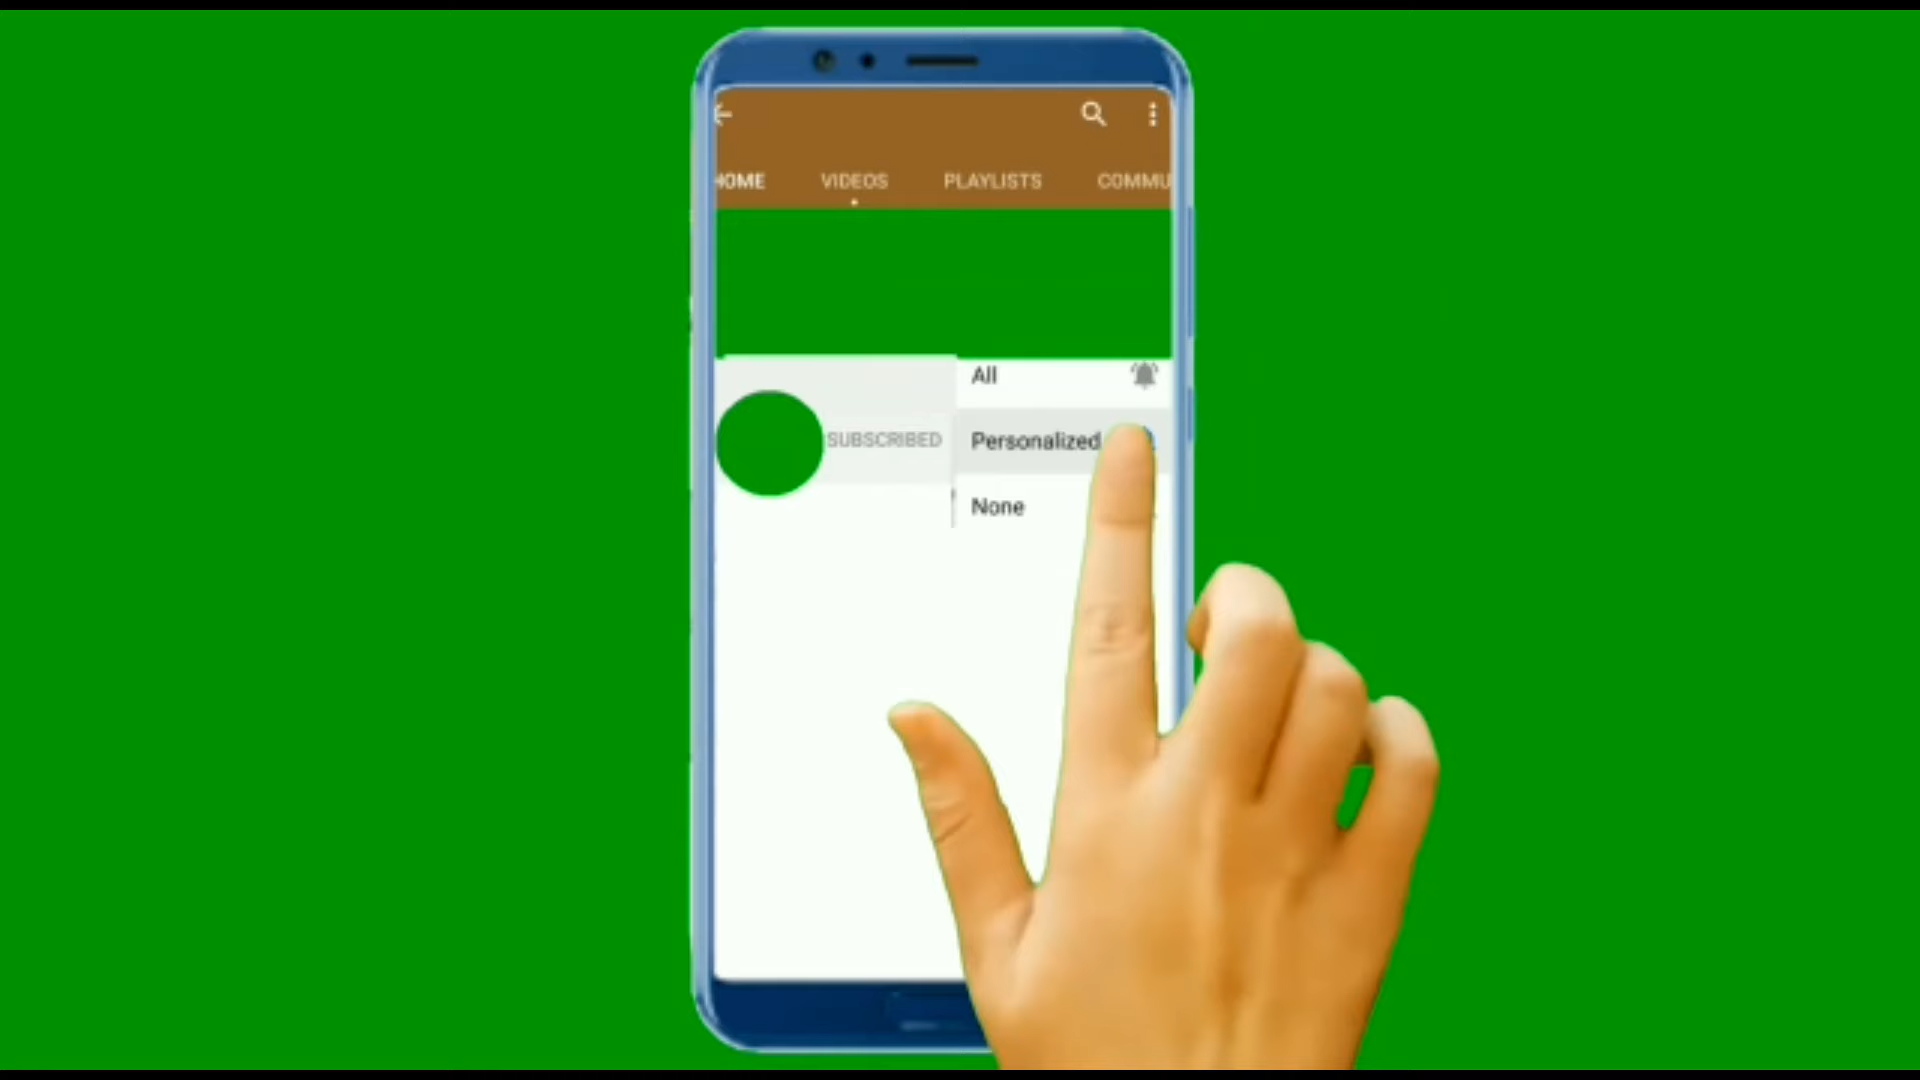 HOME VIDEOS PLAYLISTS COMMU
All
SUBSCRIBED
Personalized
None